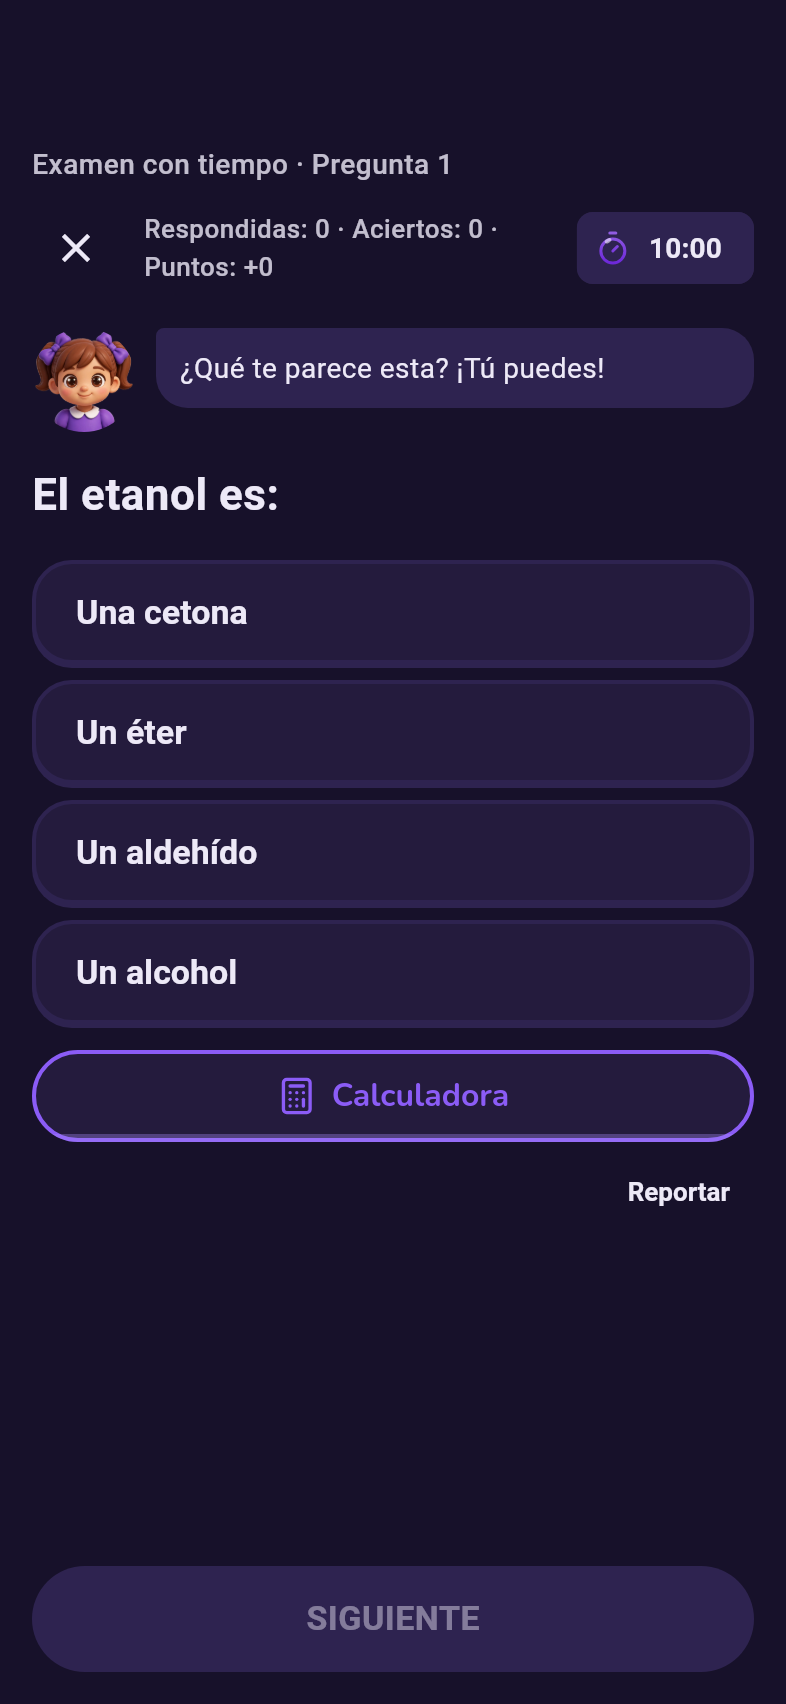 Examen con tiempo · Pregunta 1
Respondidas: 0 · Aciertos: 0 ·
Puntos: +0
10:00
¿Qué te parece esta? ¡Tú puedes!
El etanol es:
Una cetona
Un éter
Un aldehído
Un alcohol
Calculadora
Reportar
SIGUIENTE